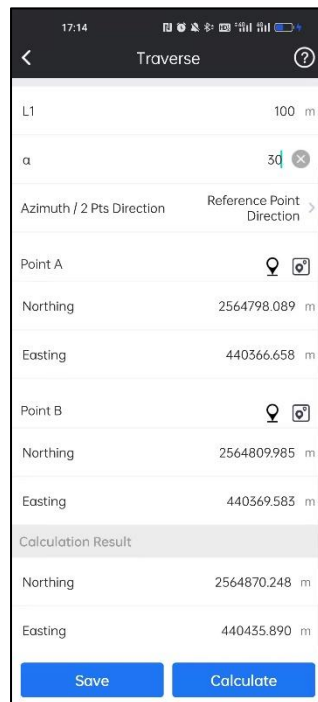 17:14
Traverse
L1 100 m
α 30
Azimuth / 2 Pts Direction Reference Point Direction
Point A
Northing 2564798.089 m
Easting 440366.658 m
Point B
Northing 2564809.985 m
Easting 440369.583 m
Calculation Result
Northing 2564870.248 m
Easting 440435.890 m
Save Calculate